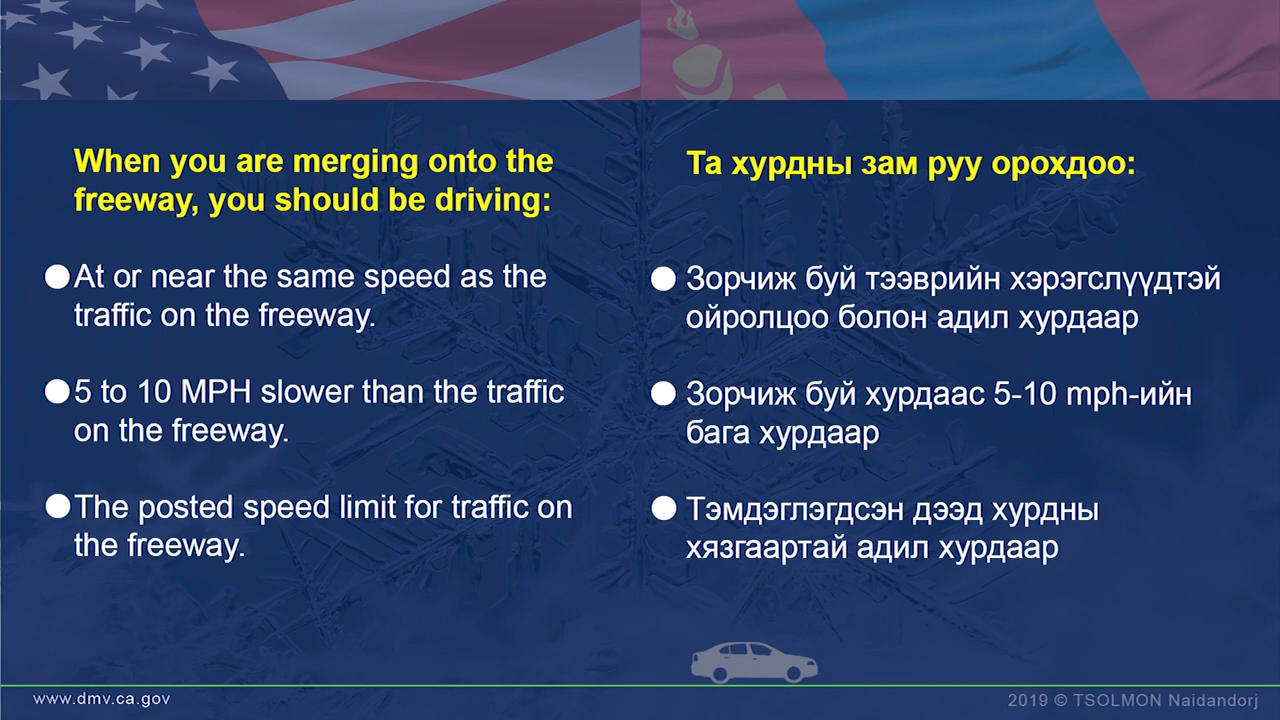 When you are merging onto the
freeway, you should be driving:
At or near the same speed as the
traffic on the freeway.
5 to 10 MPH slower than the traffic
on the freeway.
The posted speed limit for traffic on
the freeway.
Та хурдны зам руу орохдоо:
Зорчиж буй тээврийн хэрэгслүүдтэй
ойролцоо болон адил хурдаар
Зорчиж буй хурдаас 5-10 mph-ийн
бага хурдаар
Тэмдэглэгдсэн дээд хурдны
хязгаартай адил хурдаар
www.dmv.ca.gov
2019 © TSOLMON Naidandorj